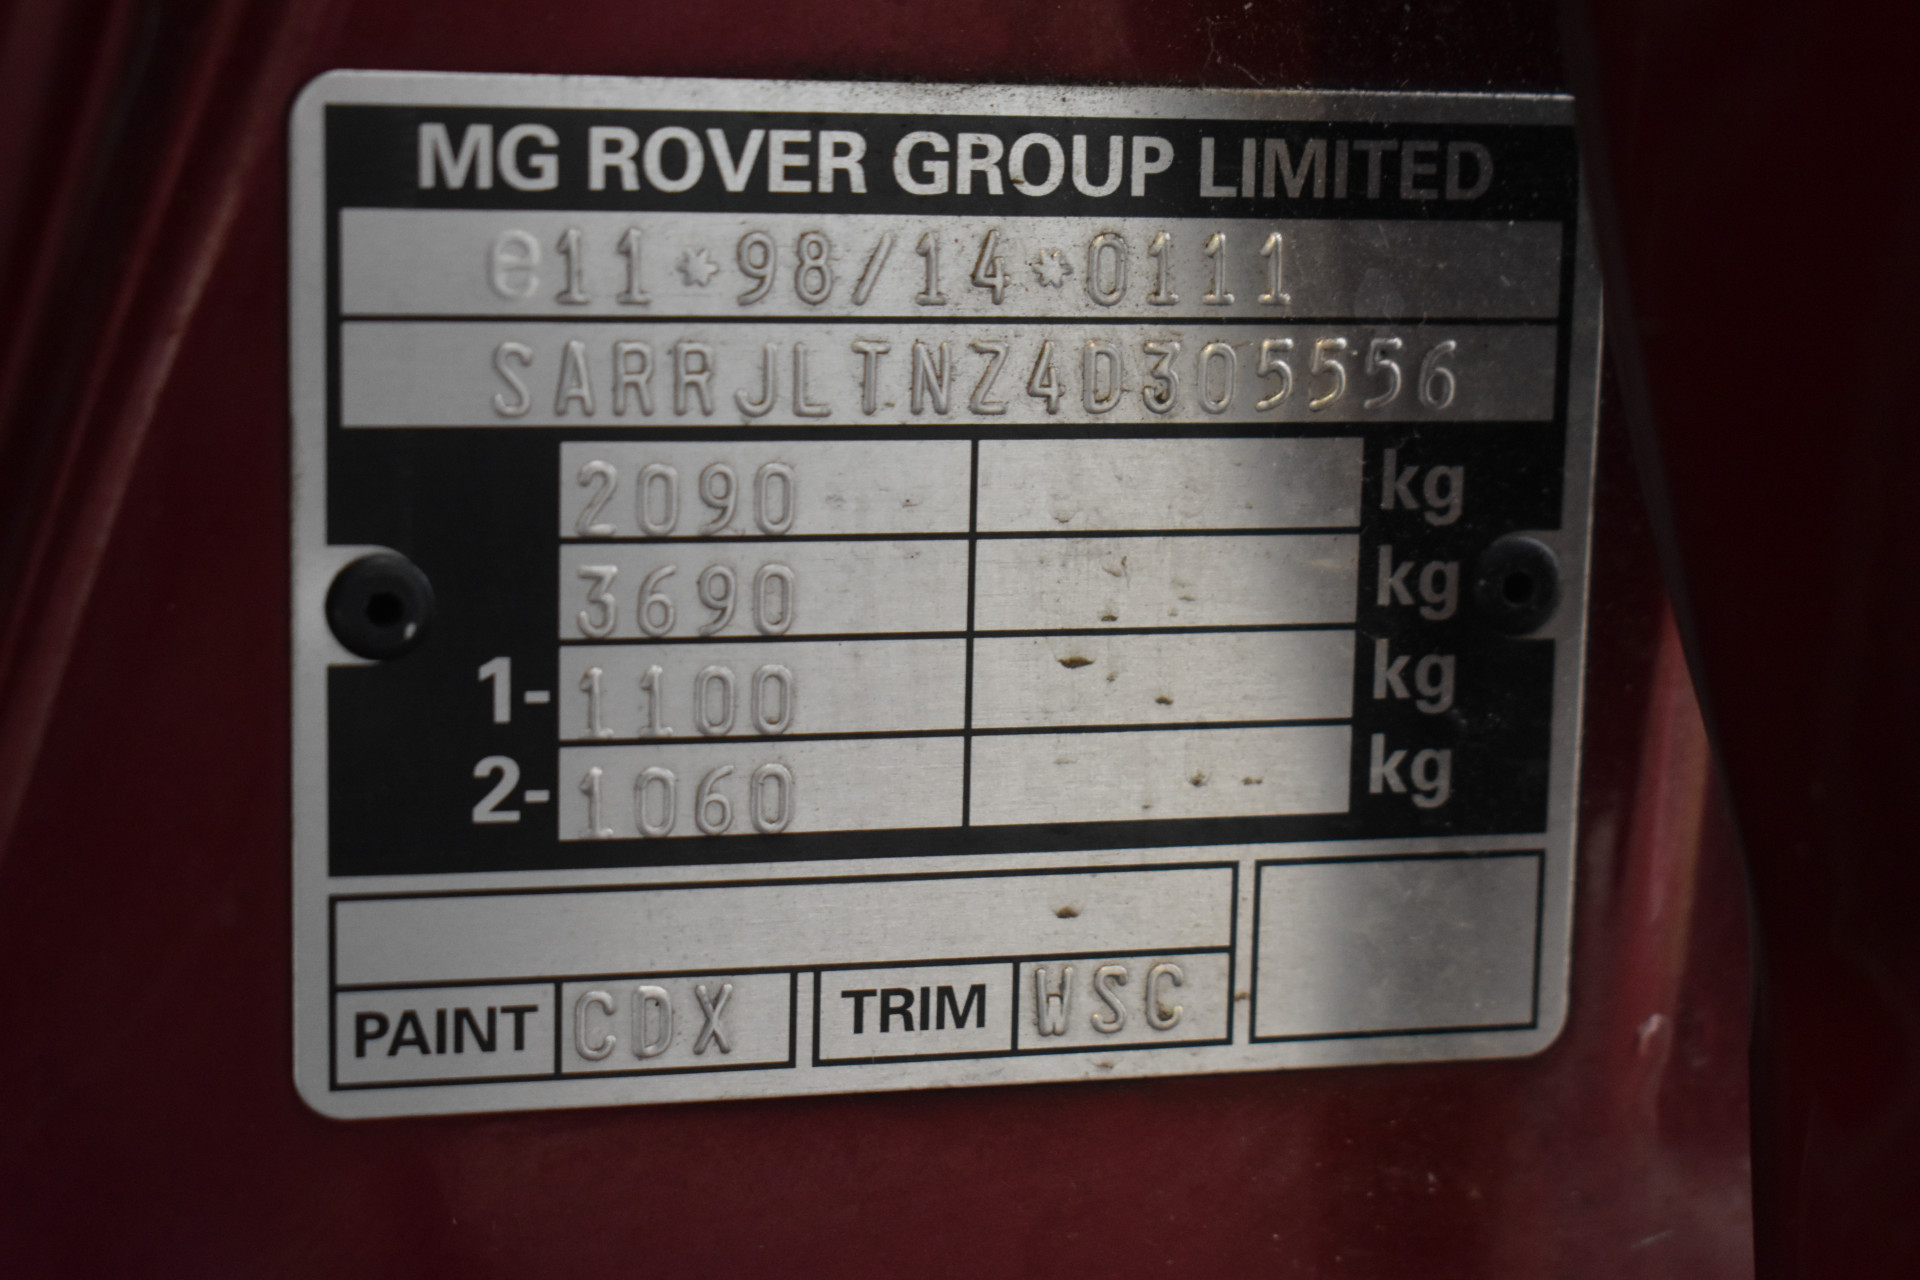 MG ROVER GROUP LIMITED
e11*98/14*0111
SARRJLTNZ4D305556
2090 kg
3690 kg
1- 1100 kg
2- 1060 kg
PAINT CDX TRIM WSC